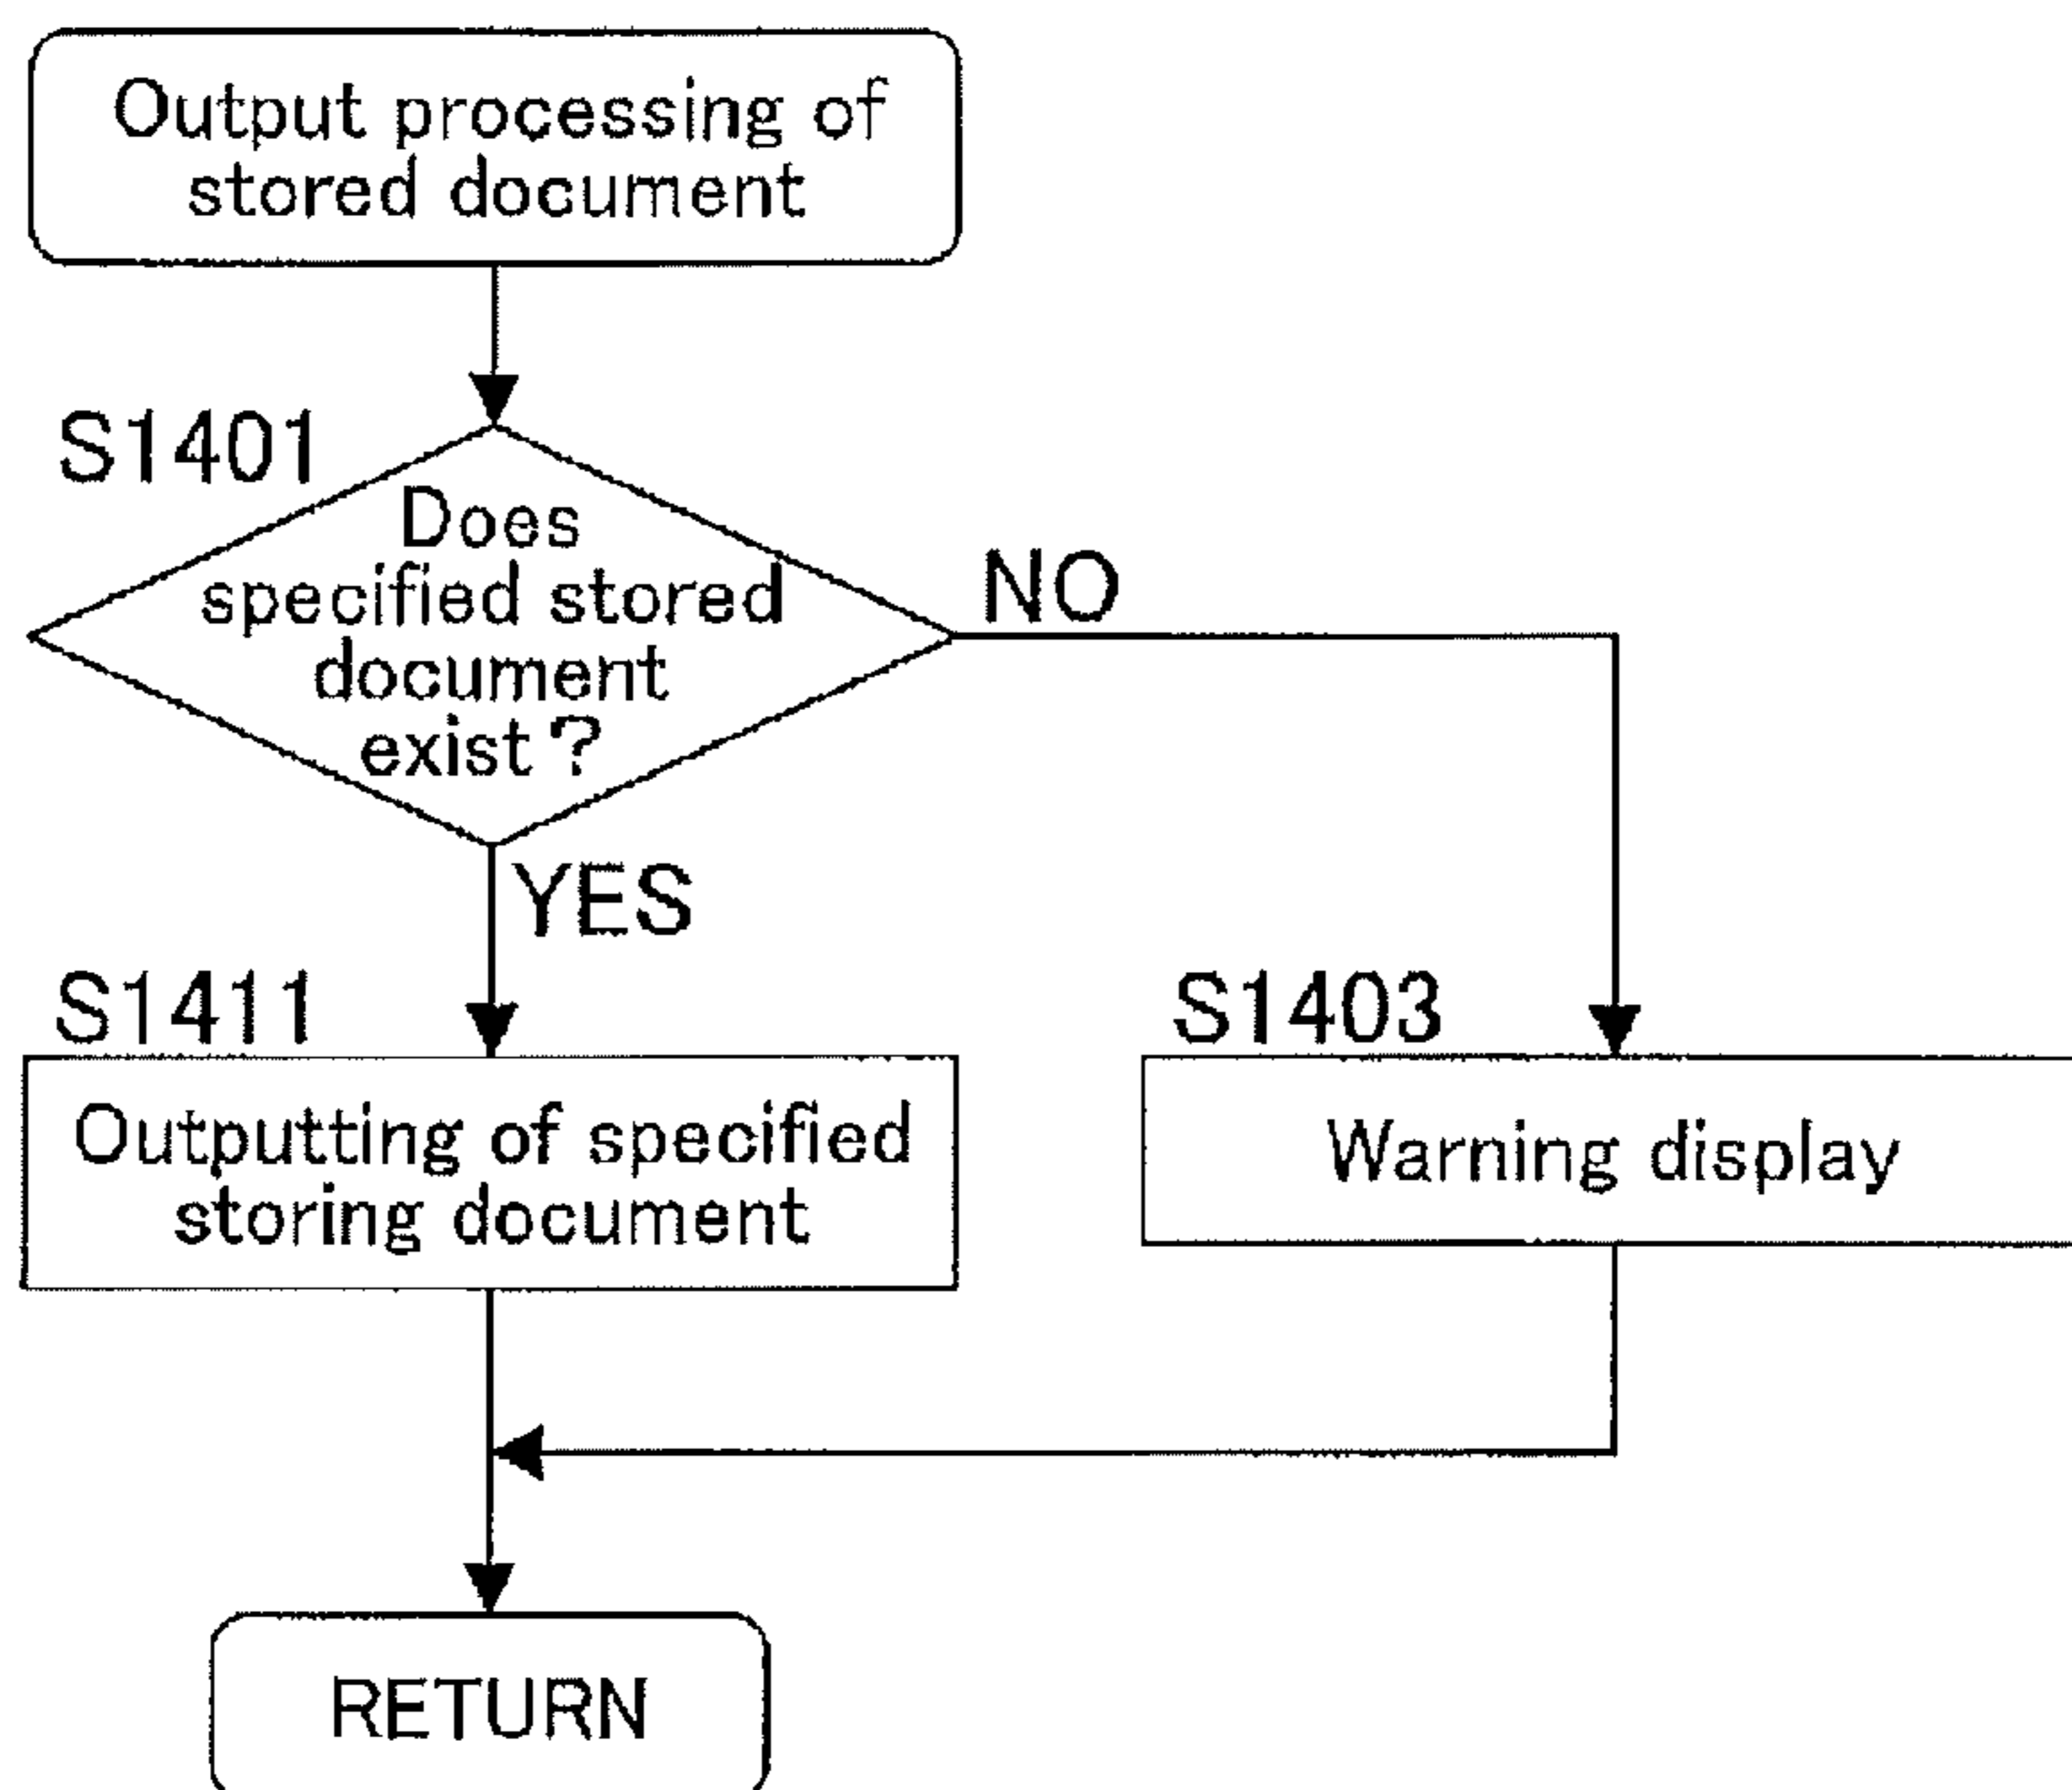 Output processing of
stored document
S1401
Does
specified stored
document
exist?
NO
YES
S1411
S1403
Outputting of specified
storing document
Warning display
RETURN